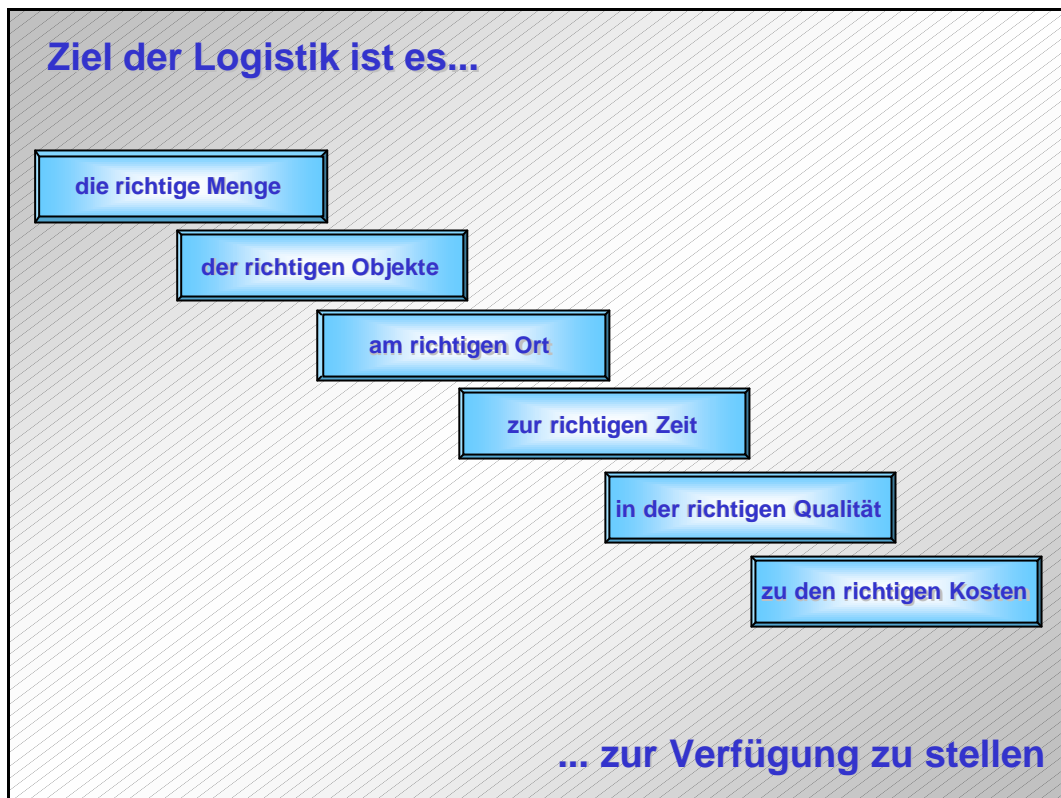 Ziel der Logistik ist es...
die richtige Menge
der richtigen Objekte
am richtigen Ort
zur richtigen Zeit
in der richtigen Qualität
zu den richtigen Kosten
... zur Verfügung zu stellen